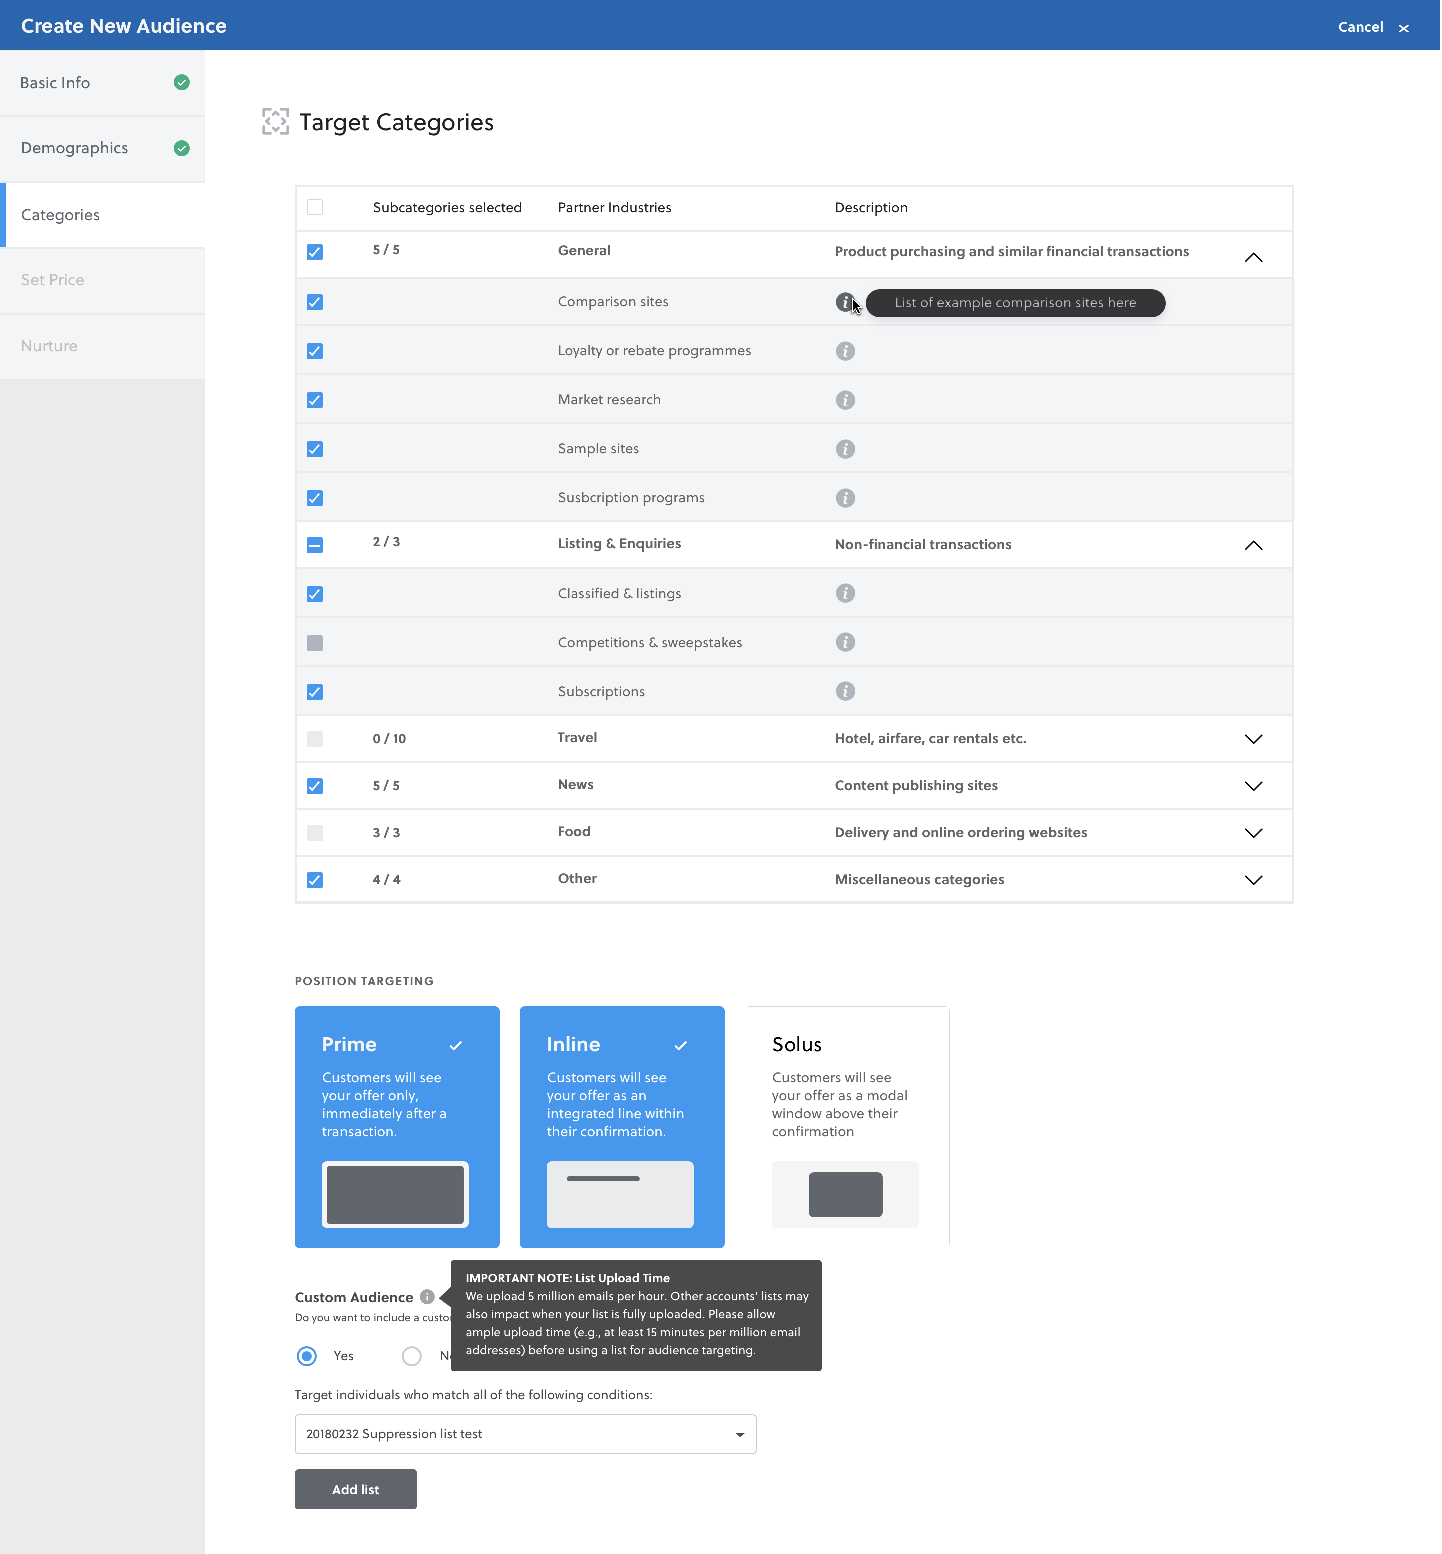 Create New Audience
Cancel ×
Basic Info
Demographics
Categories
Set Price
Nurture
Target Categories
Subcategories selected Partner Industries Description
5 / 5 General Product purchasing and similar financial transactions
Comparison sites List of example comparison sites here
Loyalty or rebate programmes
Market research
Sample sites
Susbcription programs
2 / 3 Listing & Enquiries Non-financial transactions
Classified & listings
Competitions & sweepstakes
Subscriptions
0 / 10 Travel Hotel, airfare, car rentals etc.
5 / 5 News Content publishing sites
3 / 3 Food Delivery and online ordering websites
4 / 4 Other Miscellaneous categories
POSITION TARGETING
Prime
Customers will see
your offer only,
immediately after a
transaction.
Inline
Customers will see
your offer as an
integrated line within
their confirmation.
Solus
Customers will see
your offer as a modal
window above their
confirmation
Custom Audience
Do you want to include a
IMPORTANT NOTE: List Upload Time
We upload 5 million emails per hour. Other accounts' lists may
also impact when your list is fully uploaded. Please allow
ample upload time (e.g., at least 15 minutes per million email
addresses) before using a list for audience targeting.
Yes
Target individuals who match all of the following conditions:
20180232 Suppression list test
Add list